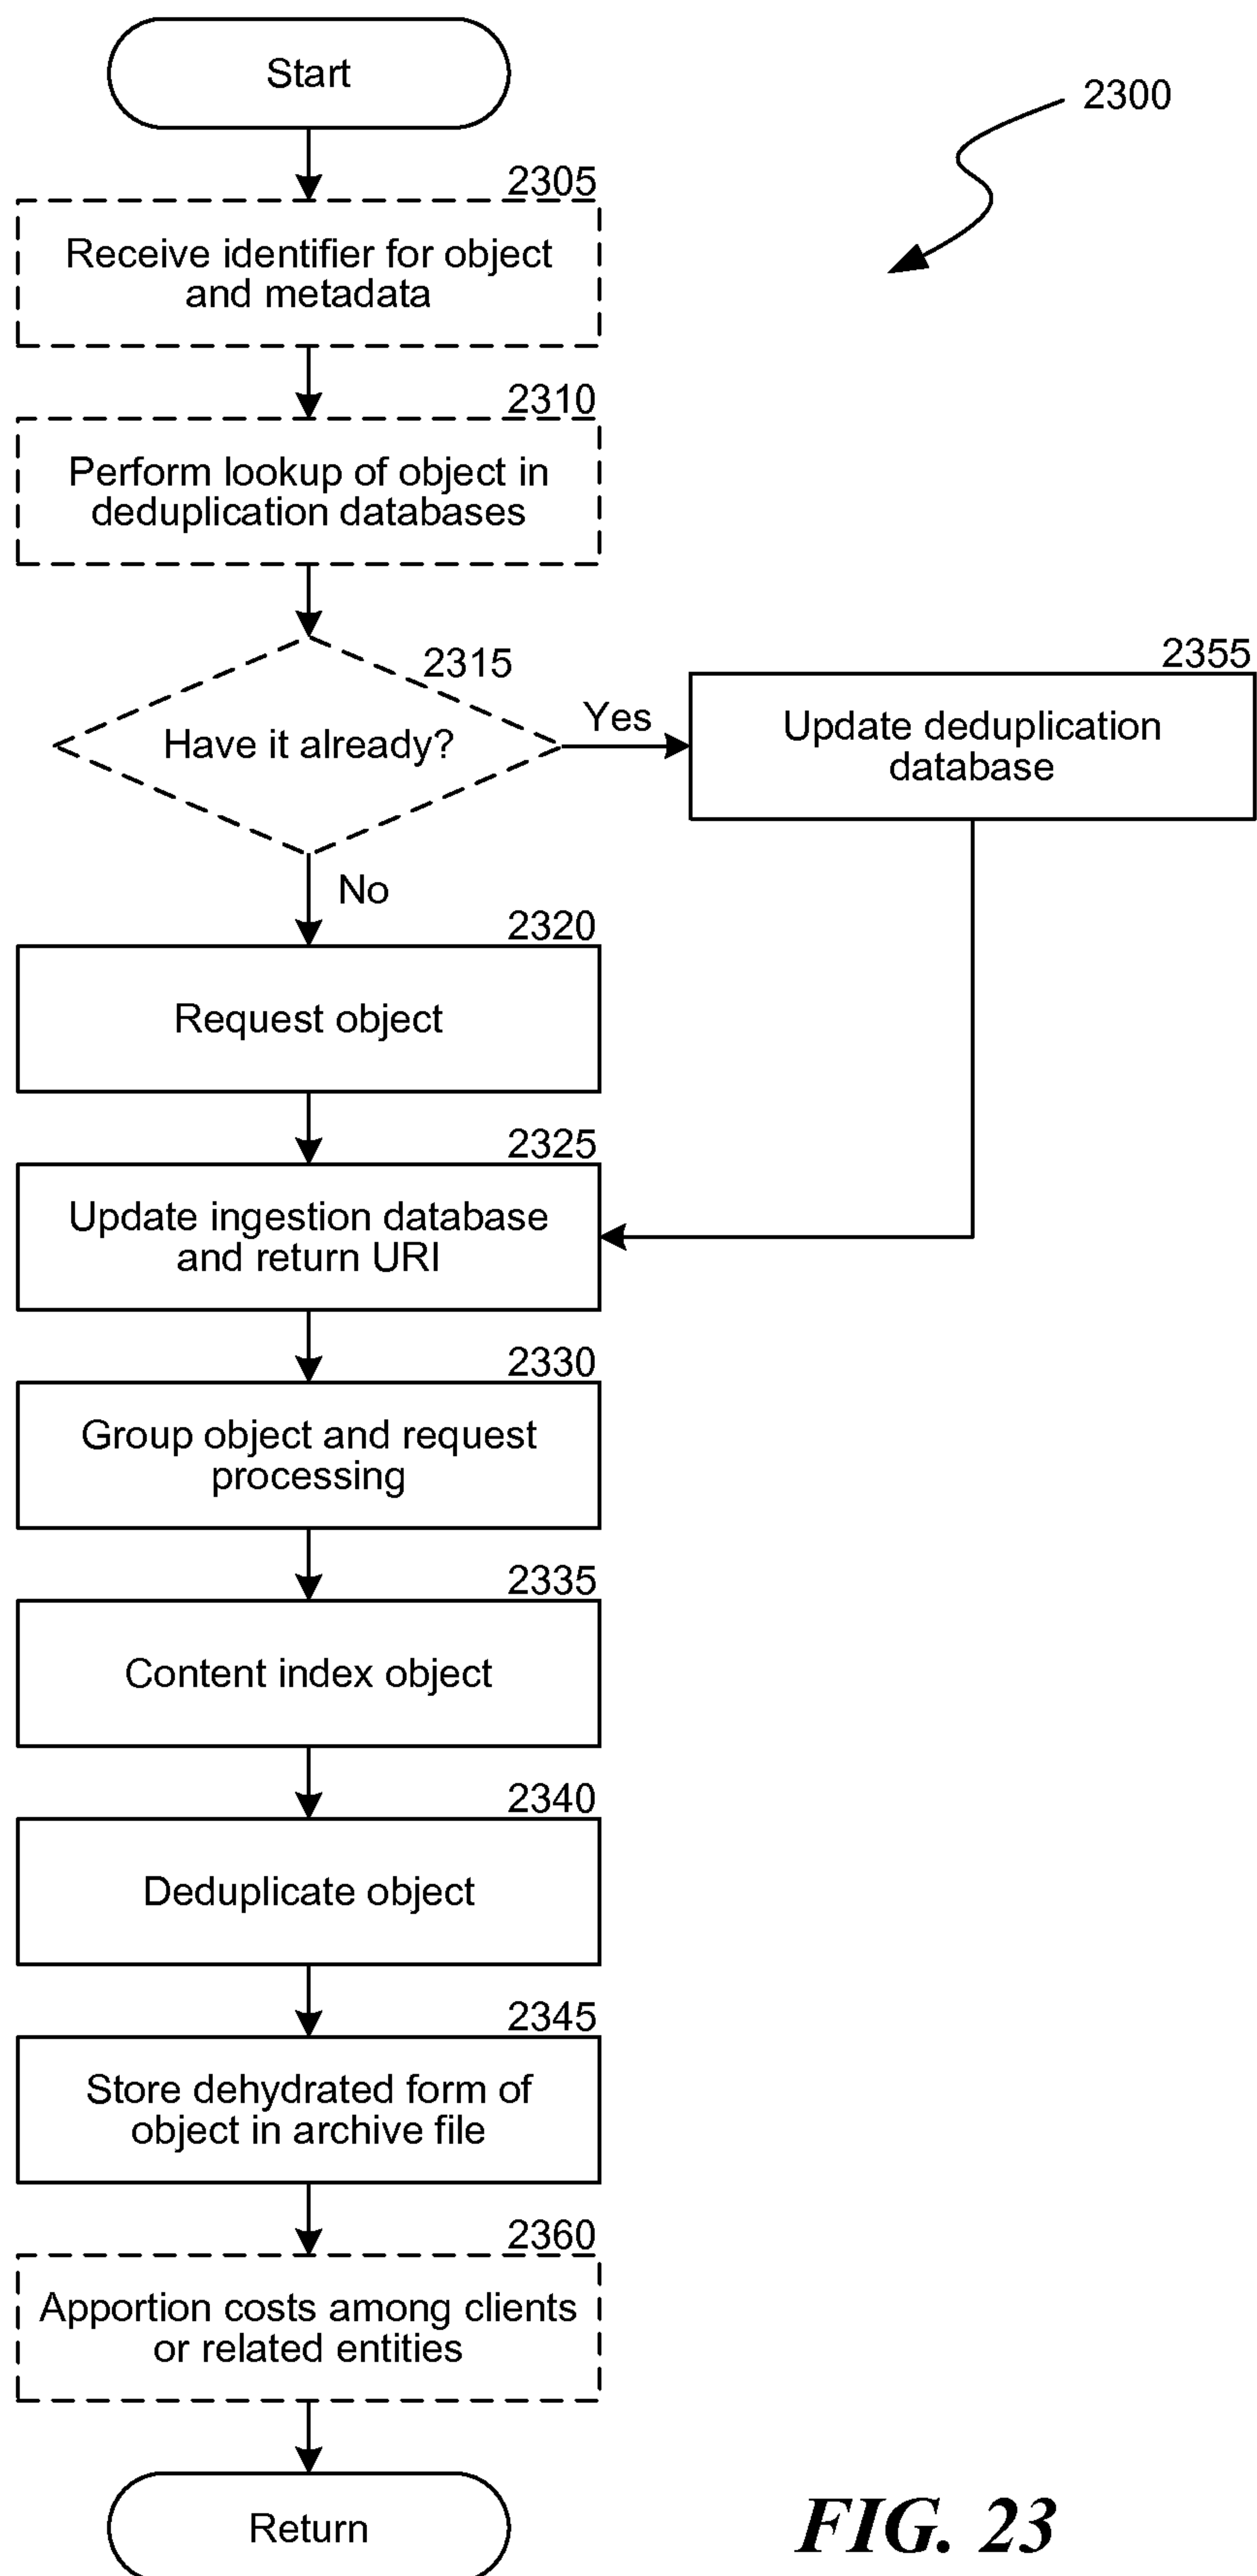 Start
2300
2305
Receive identifier for object
and metadata
2310
Perform lookup of object in
deduplication databases
2315
Have it already?
Yes
2355
Update deduplication
database
No
2320
Request object
2325
Update ingestion database
and return URI
2330
Group object and request
processing
2335
Content index object
2340
Deduplicate object
2345
Store dehydrated form of
object in archive file
2360
Apportion costs among clients
or related entities
Return
FIG. 23